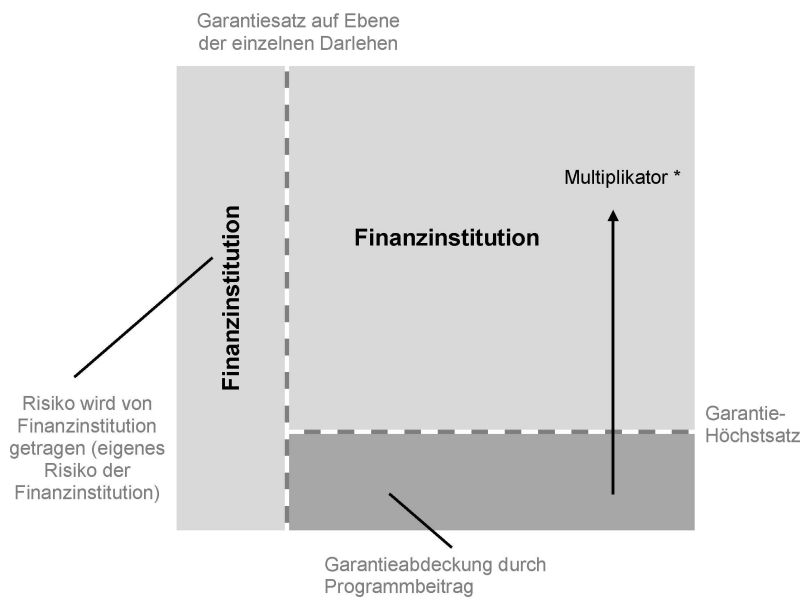 Garantiesatz auf Ebene
der einzelnen Darlehen
Multiplikator *
Finanzinstitution
Finanzinstitution
Risiko wird von
Finanzinstitution
getragen (eigenes
Risiko der
Finanzinstitution)
Garantie-
Höchstsatz
Garantieabdeckung durch
Programmbeitrag